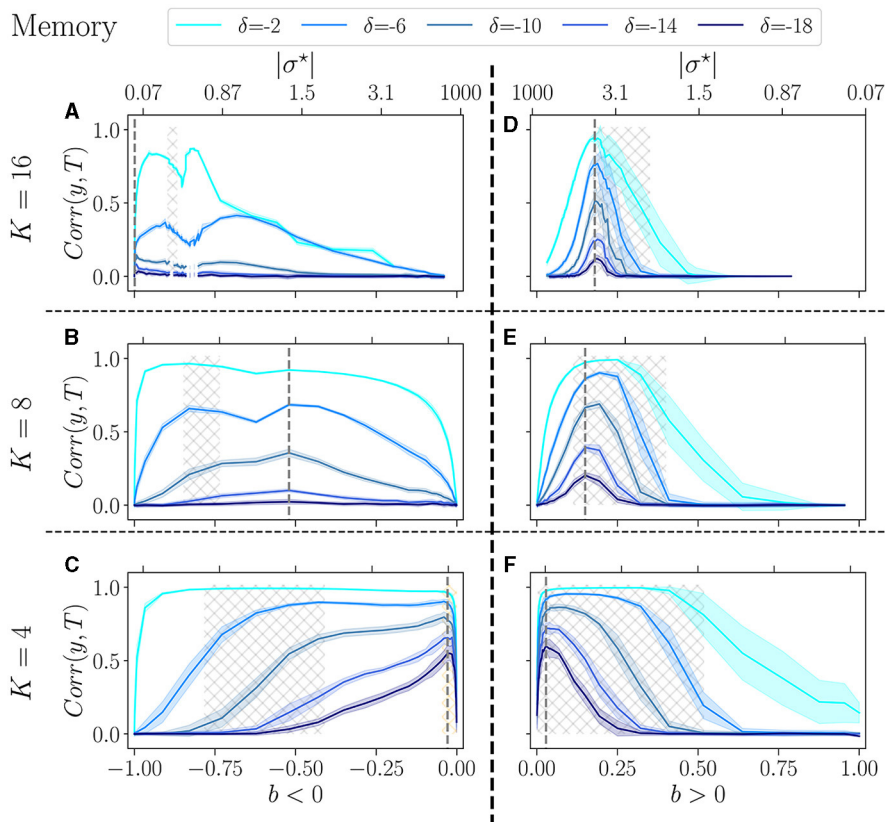 Memory
δ=-2 δ=-6 δ=-10 δ=-14 δ=-18
|σ⋆| |σ⋆|
0.07 0.87 1.5 3.1 1000 1000 3.1 1.5 0.87 0.07
A D
K = 16
Corr(y, T)
1.0
0.5
0.0
B E
K = 8
Corr(y, T)
1.0
0.5
0.0
C F
K = 4
Corr(y, T)
1.0
0.5
0.0
−1.00 −0.75 −0.50 −0.25 0.00 0.00 0.25 0.50 0.75 1.00
b < 0 b > 0